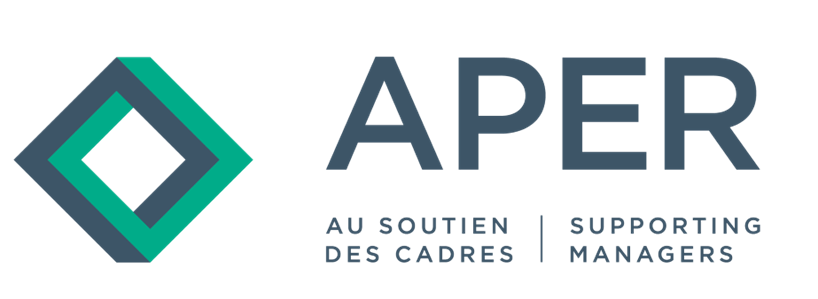 APER
AU SOUTIEN
DES CADRES
SUPPORTING
MANAGERS